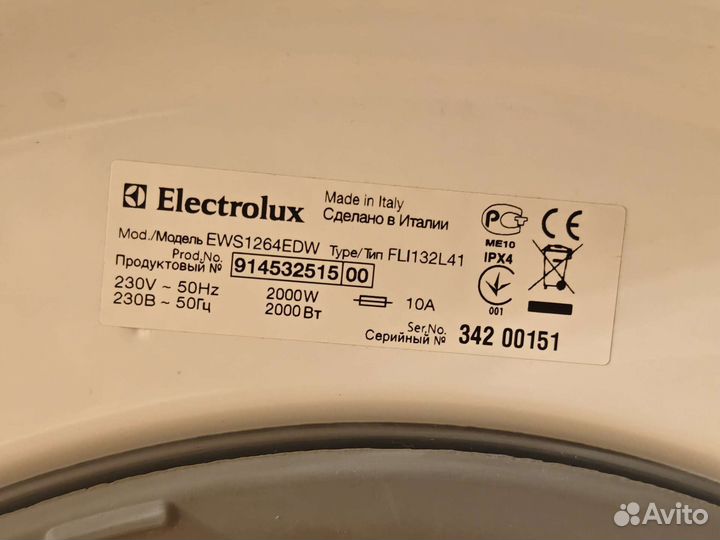 Electrolux
Made in Italy
Сделано в Италии
Mod./Модель EWS1264EDW Type/Тип FLI132L41
Prod.No.
Продуктовый № 914532515 00
230V ~ 50Hz 2000W 10A
230В ~ 50Гц 2000 Вт
Ser.No.
Серийный № 342 00151
PC
ME10
IPX4
001
CE
Avito